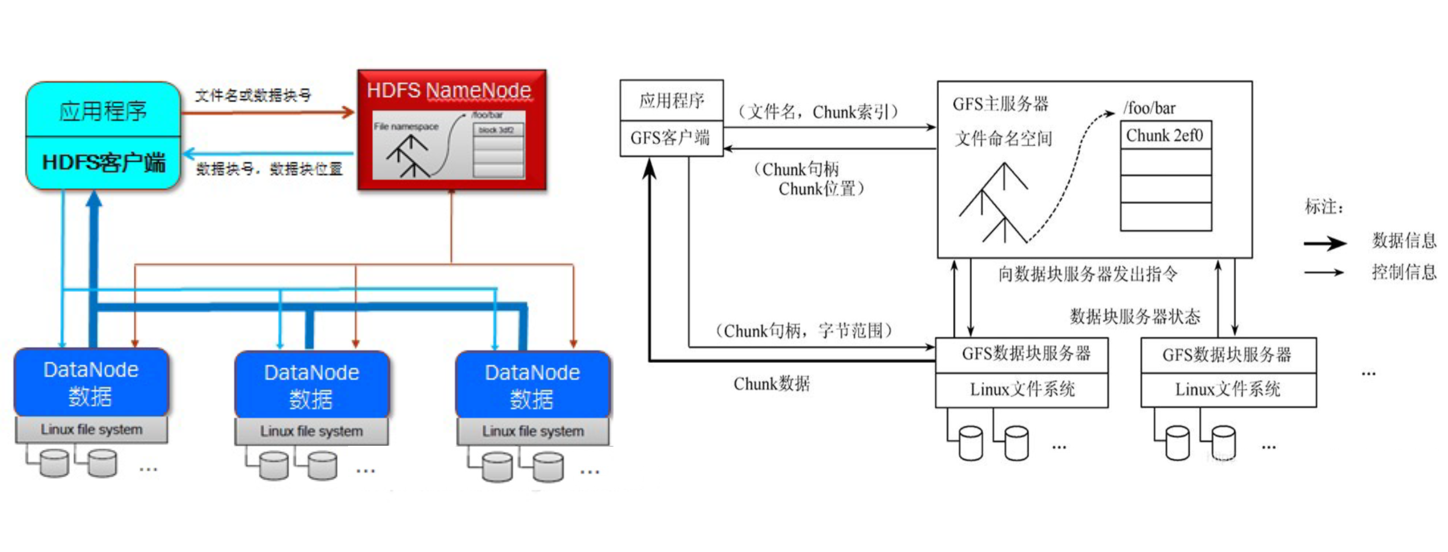 应用程序
HDFS客户端
文件名或数据块号
数据块号，数据块位置
HDFS NameNode
/foo/bar
File namespace
block 3df2
DataNode
数据
Linux file system
...
DataNode
数据
Linux file system
...
DataNode
数据
Linux file system
...
应用程序
GFS客户端
（文件名，Chunk索引）
（Chunk句柄
Chunk位置）
GFS主服务器
文件命名空间
/foo/bar
Chunk 2ef0
标注：
数据信息
控制信息
向数据块服务器发出指令
数据块服务器状态
（Chunk句柄，字节范围）
Chunk数据
GFS数据块服务器
Linux文件系统
...
GFS数据块服务器
Linux文件系统
...
...